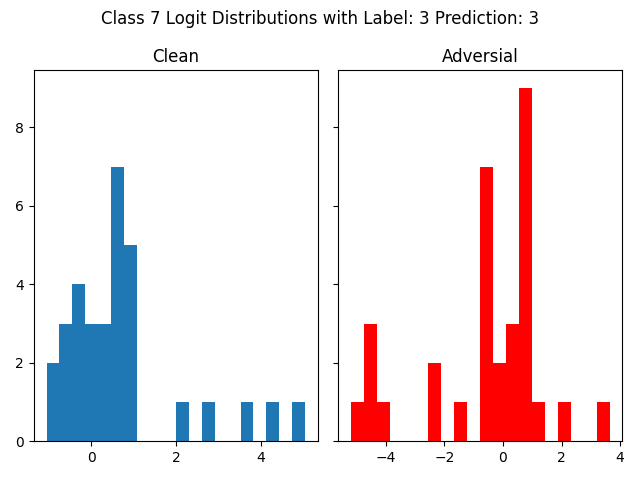 Class 7 Logit Distributions with Label: 3 Prediction: 3
Clean
Adversial
8
6
4
2
0
0 2 4
−4 −2 0 2 4